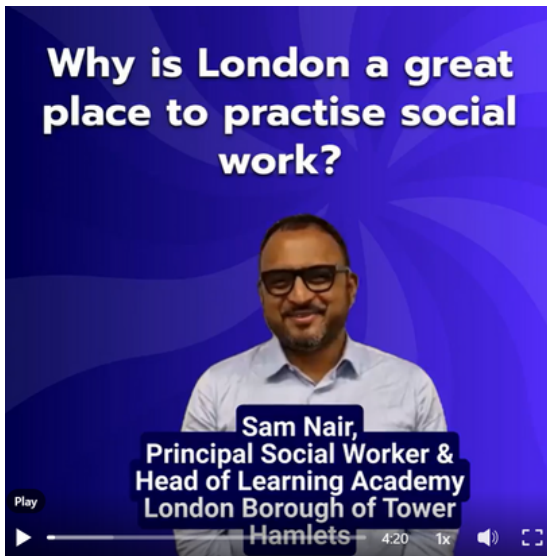 Why is London a great
place to practise social
work?
Sam Nair,
Principal Social Worker &
Head of Learning Academy
London Borough of Tower
Hamlets
Play
4:20
1x